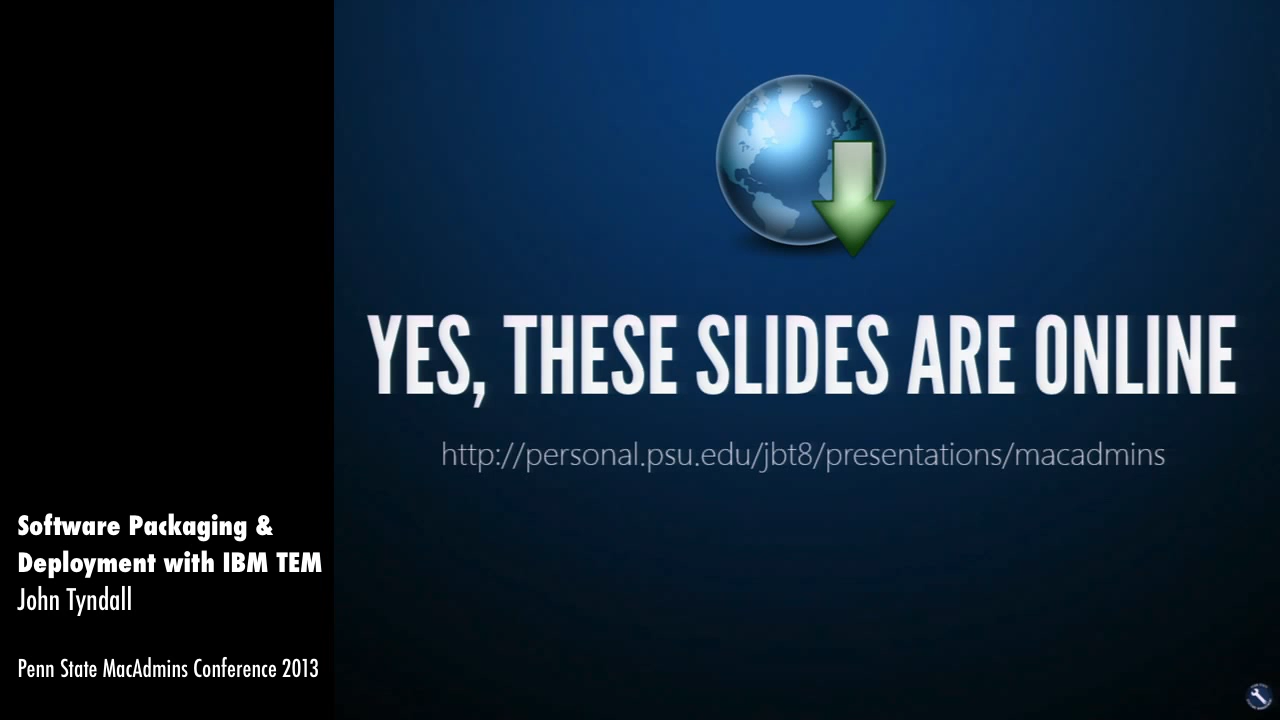 YES, THESE SLIDES ARE ONLINE
http://personal.psu.edu/jbt8/presentations/macadmins
Software Packaging &
Deployment with IBM TEM
John Tyndall
Penn State MacAdmins Conference 2013